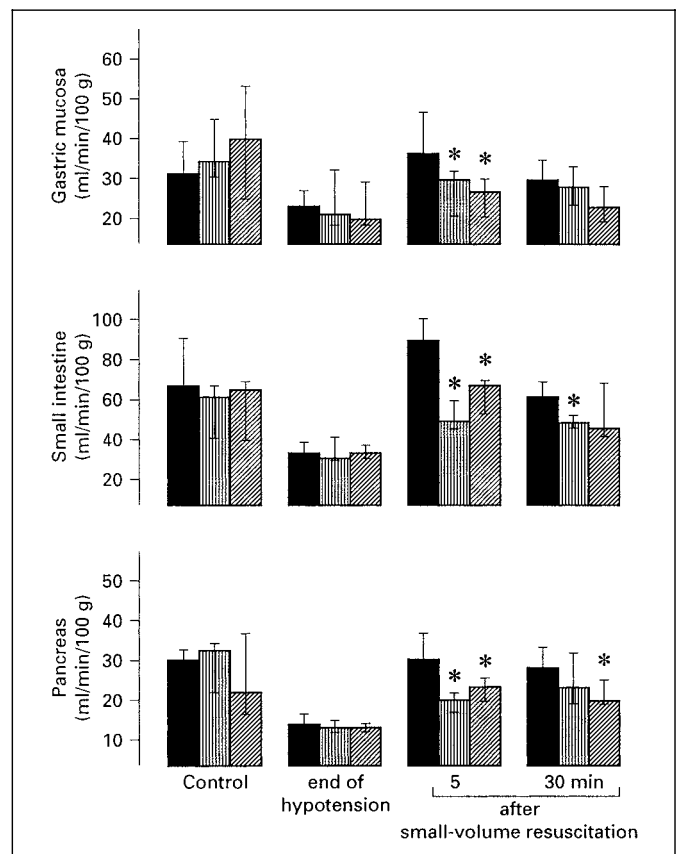 Gastric mucosa
(ml/min/100 g)
60
40
30
20
* *
Small intestine
(ml/min/100 g)
100
80
60
40
20
* *
*
Pancreas
(ml/min/100 g)
50
40
30
20
10
* *
*
Control
end of
hypotension
5
30 min
after
small-volume resuscitation